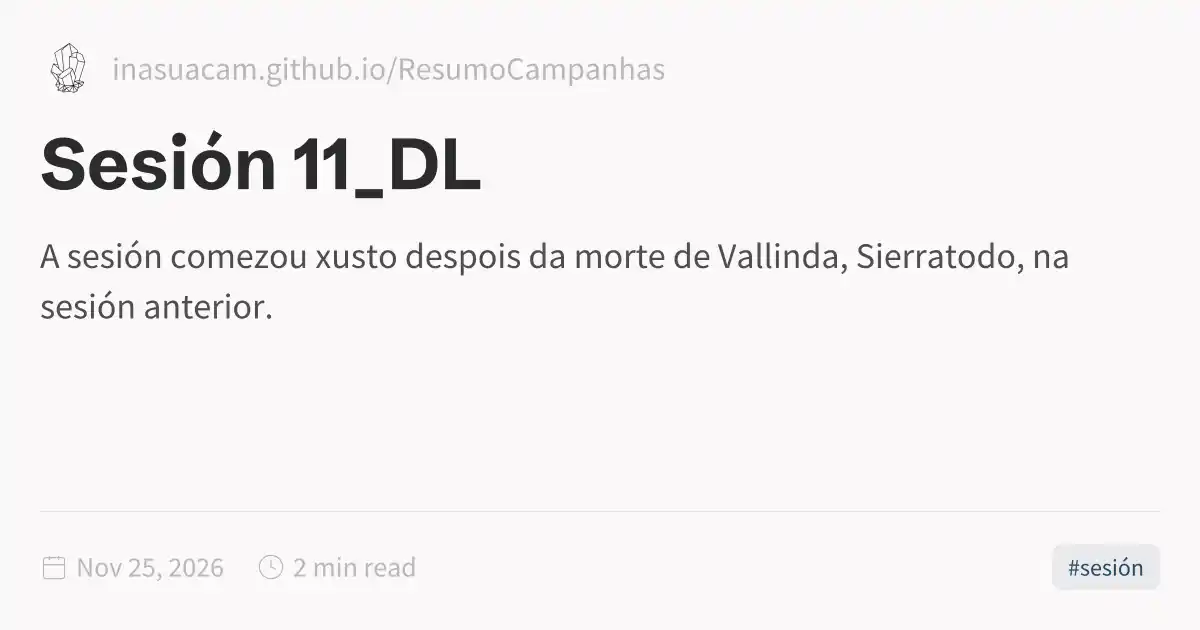 inasuacam.github.io/ResumoCampanhas
Sesión 11_DL
A sesión comezou xusto despois da morte de Vallinda, Sierratodo, na
sesión anterior.
Nov 25, 2026
2 min read
#sesión